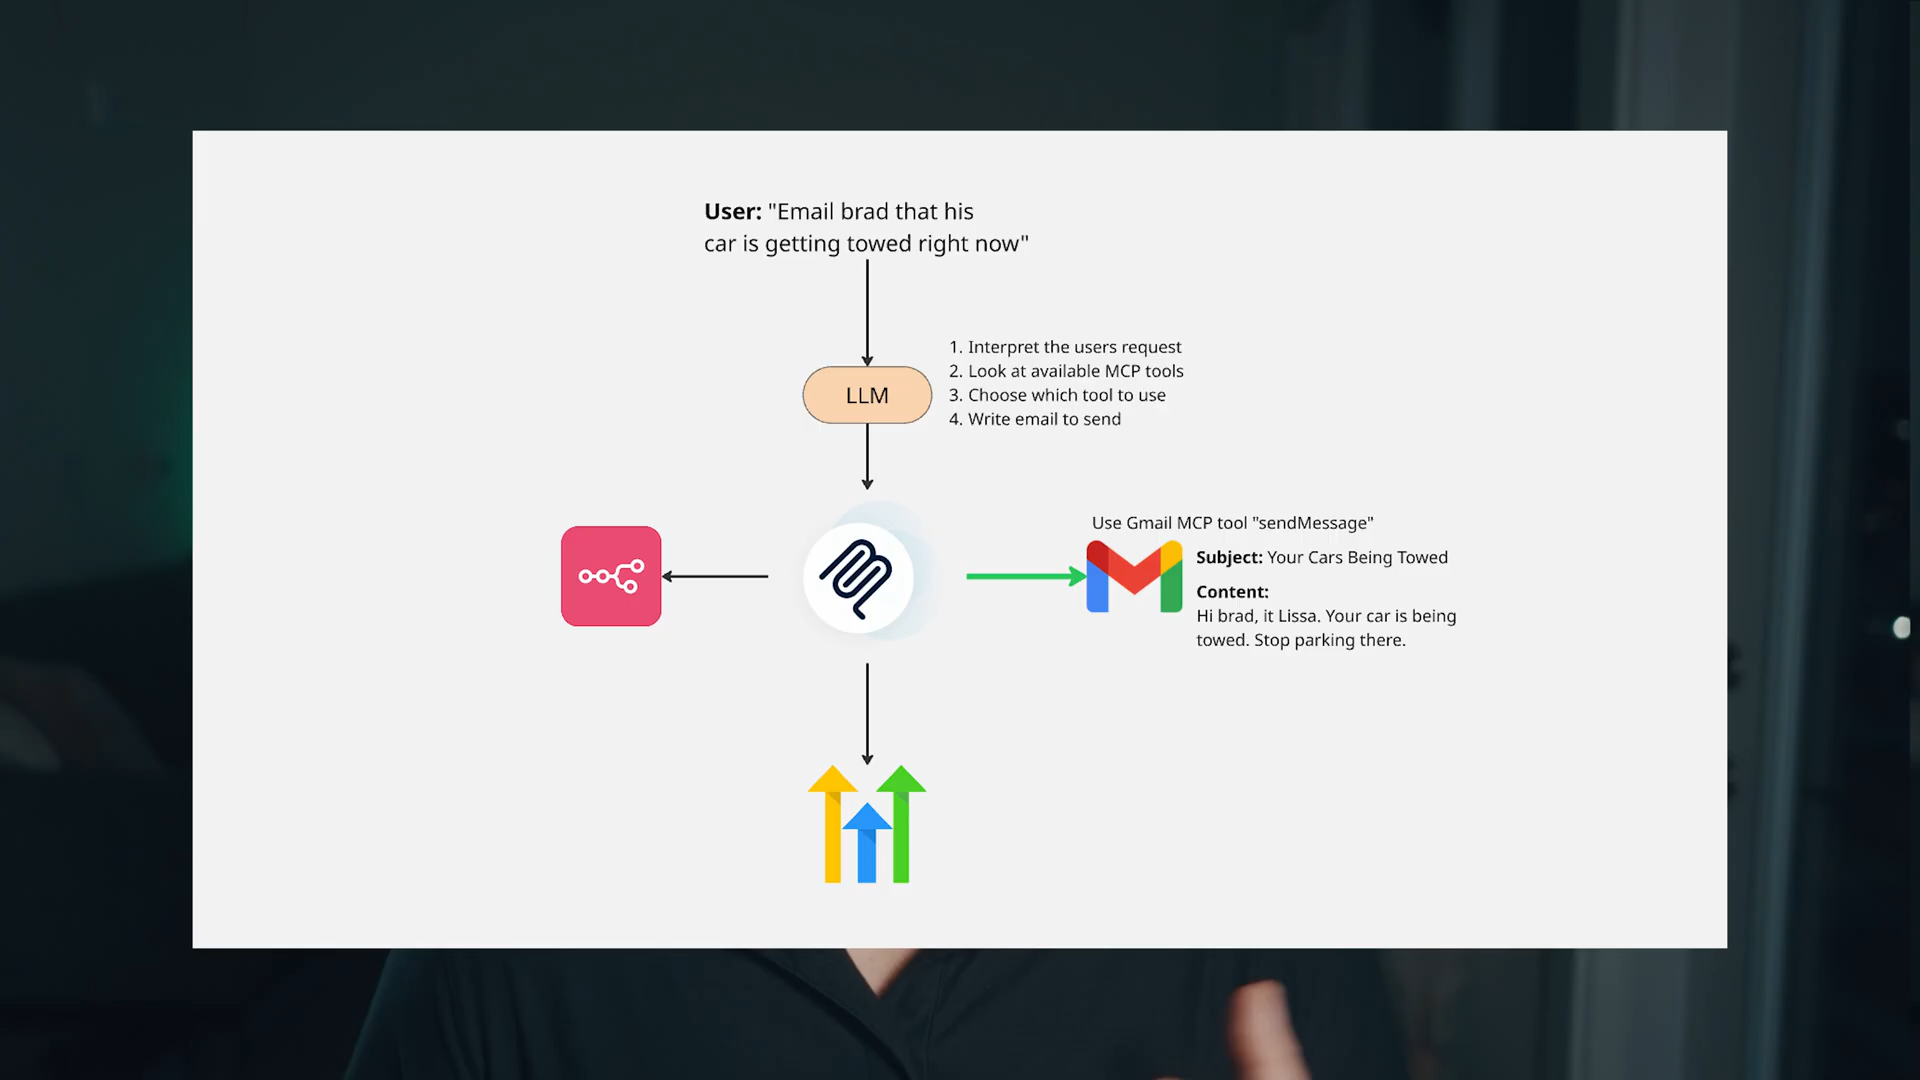 User: "Email brad that his
car is getting towed right now"
LLM
1. Interpret the users request
2. Look at available MCP tools
3. Choose which tool to use
4. Write email to send
Use Gmail MCP tool "sendMessage"
Subject: Your Cars Being Towed
Content:
Hi brad, it Lissa. Your car is being
towed. Stop parking there.